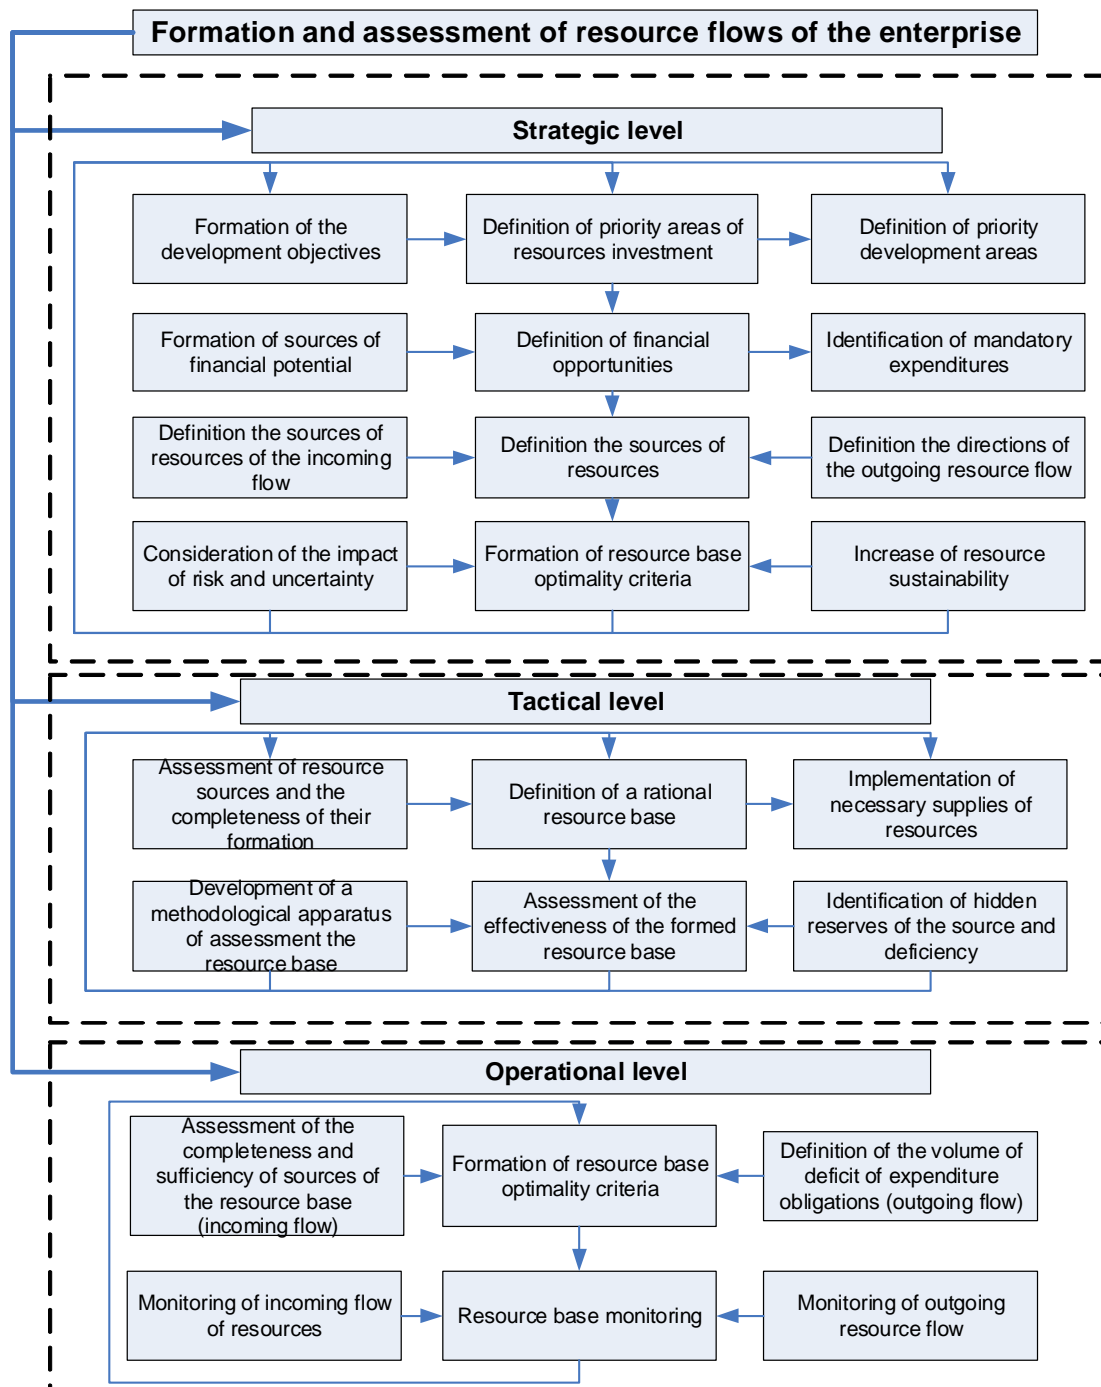 Formation and assessment of resource flows of the enterprise
Strategic level
Formation of the
development objectives
Definition of priority areas of
resources investment
Definition of priority
development areas
Formation of sources of
financial potential
Definition of financial
opportunities
Identification of mandatory
expenditures
Definition the sources of
resources of the incoming
flow
Definition the sources of
resources
Definition the directions of
the outgoing resource flow
Consideration of the impact
of risk and uncertainty
Formation of resource base
optimality criteria
Increase of resource
sustainability
Tactical level
Assessment of resource
sources and the
completeness of their
formation
Definition of a rational
resource base
Implementation of
necessary supplies of
resources
Development of a
methodological apparatus
of assessment the
resource base
Assessment of the
effectiveness of the formed
resource base
Identification of hidden
reserves of the source and
deficiency
Operational level
Assessment of the
completeness and
sufficiency of sources of
the resource base
(incoming flow)
Formation of resource base
optimality criteria
Definition of the volume of
deficit of expenditure
obligations (outgoing flow)
Monitoring of incoming flow
of resources
Resource base monitoring
Monitoring of outgoing
resource flow